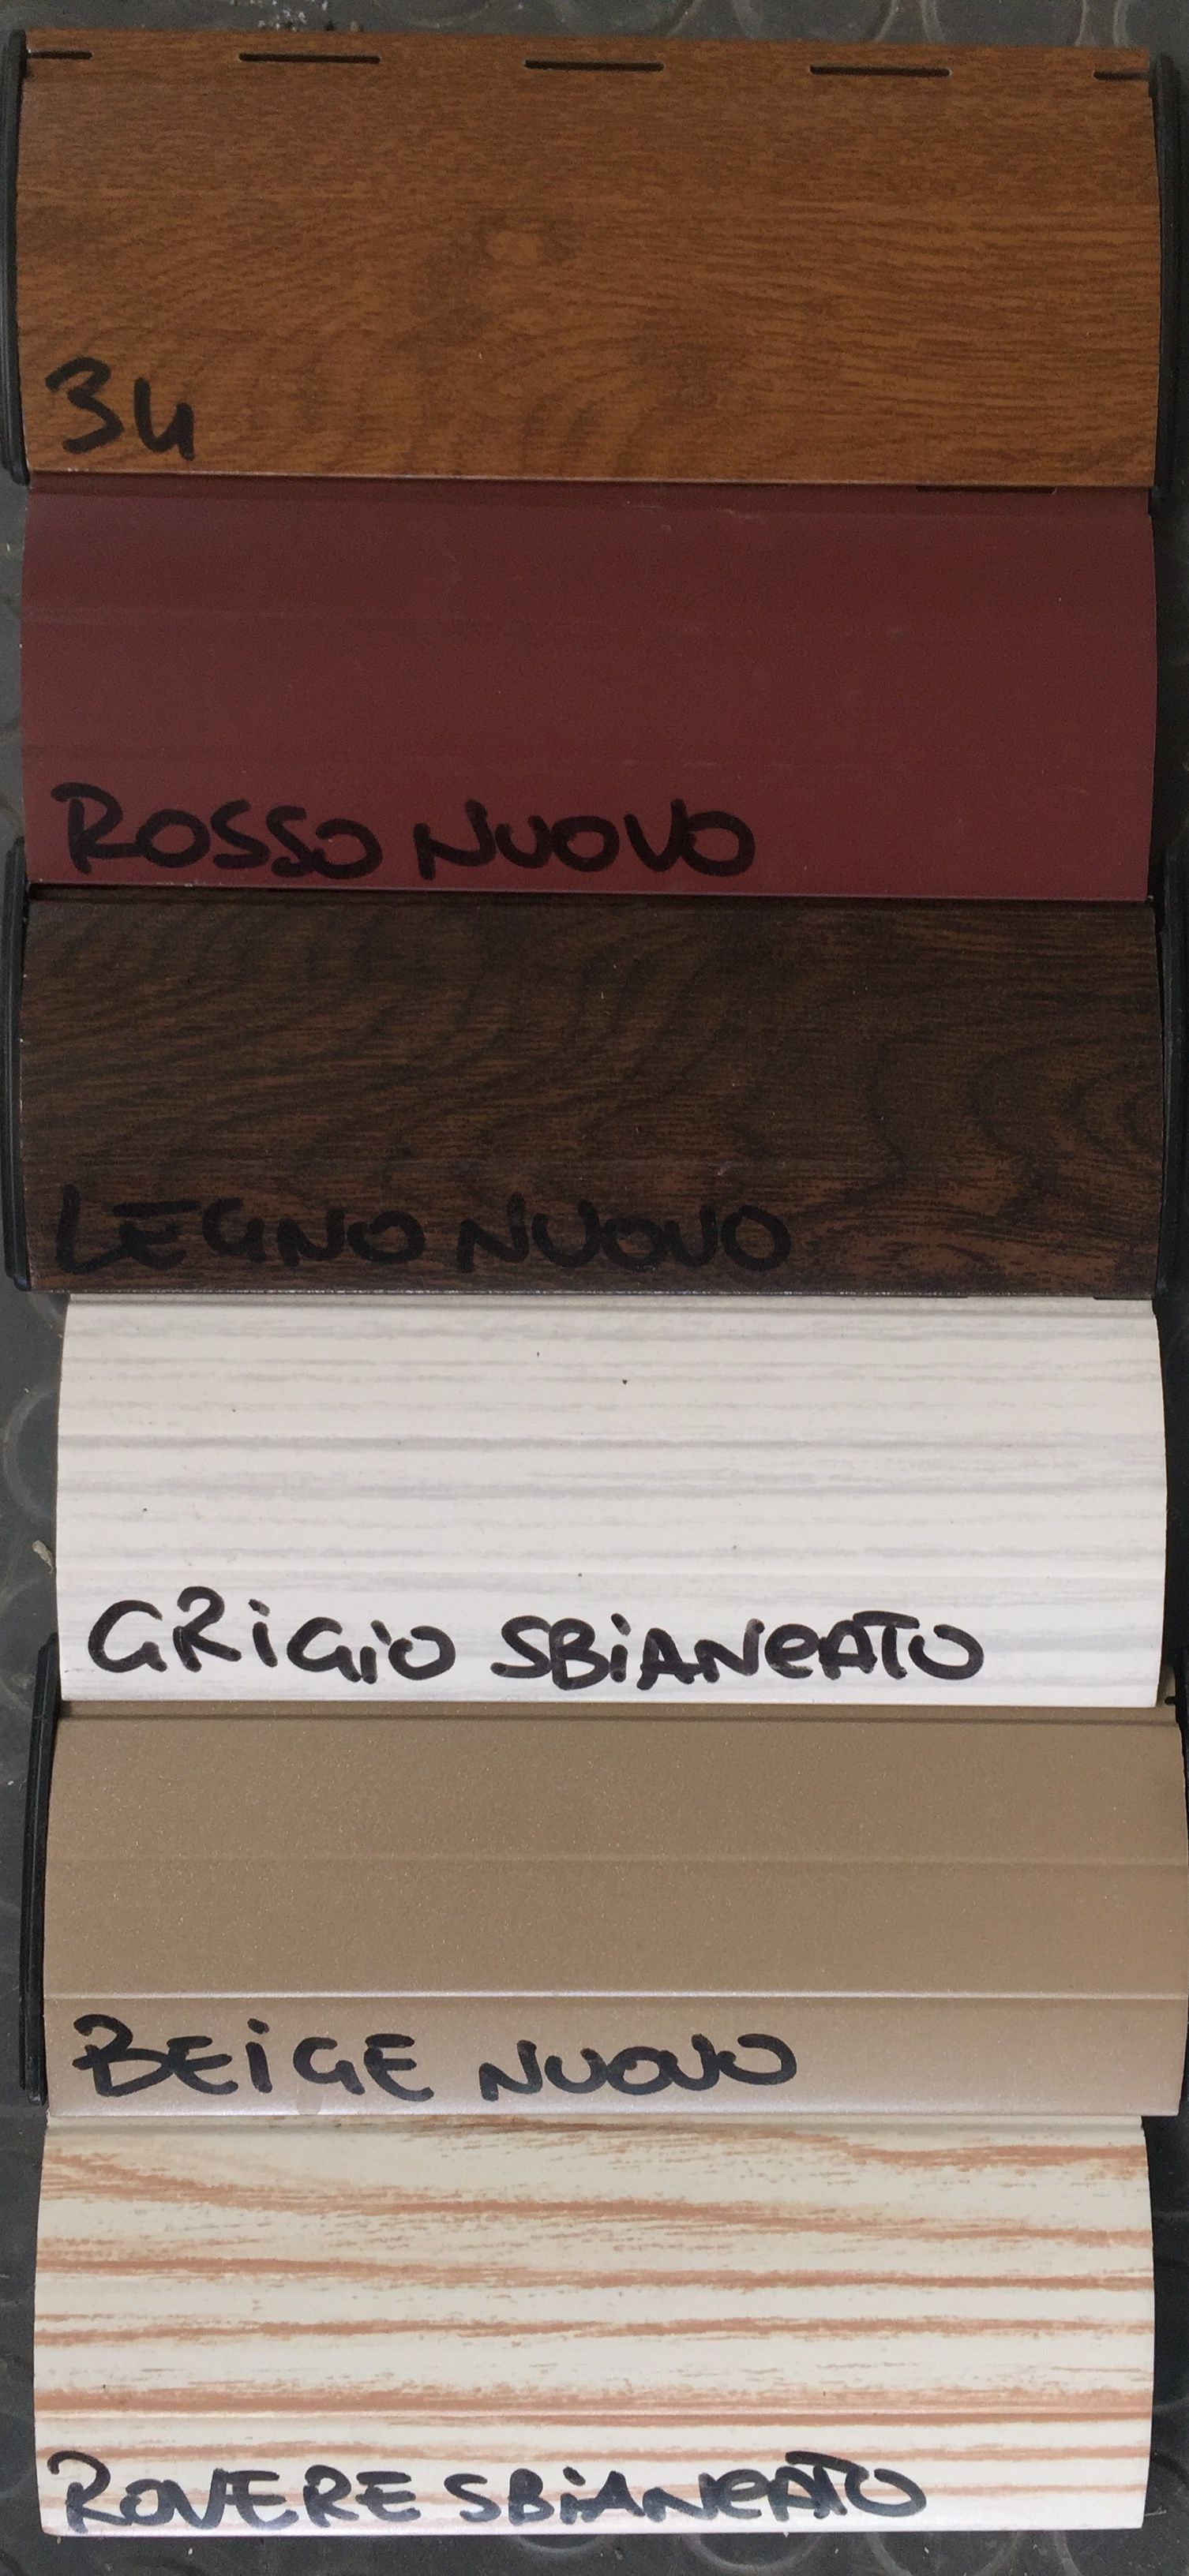 34
ROSSO NUOVO
LEGNO NUOVO
GRiGiO SBiANCATO
BEiGE NUOVO
ROVERE SBiANCATO